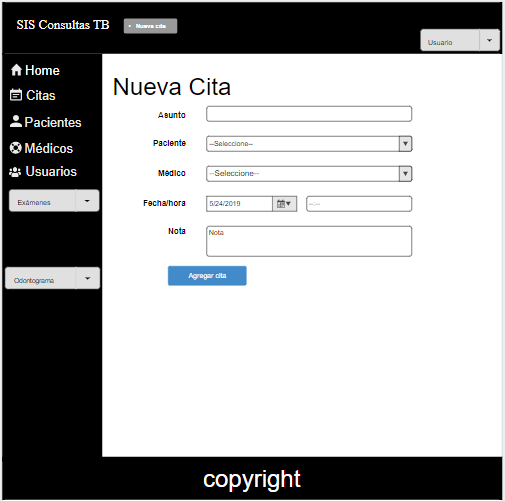 SIS Consultas TB
+ Nueva cita
Usuario
Home
Citas
Pacientes
Médicos
Usuarios
Exámenes
Odontograma
Nueva Cita
Asunto
Paciente
--Seleccione--
Médico
--Seleccione--
Fecha/hora
5/24/2019
--:--
Nota
Nota
Agregar cita
copyright